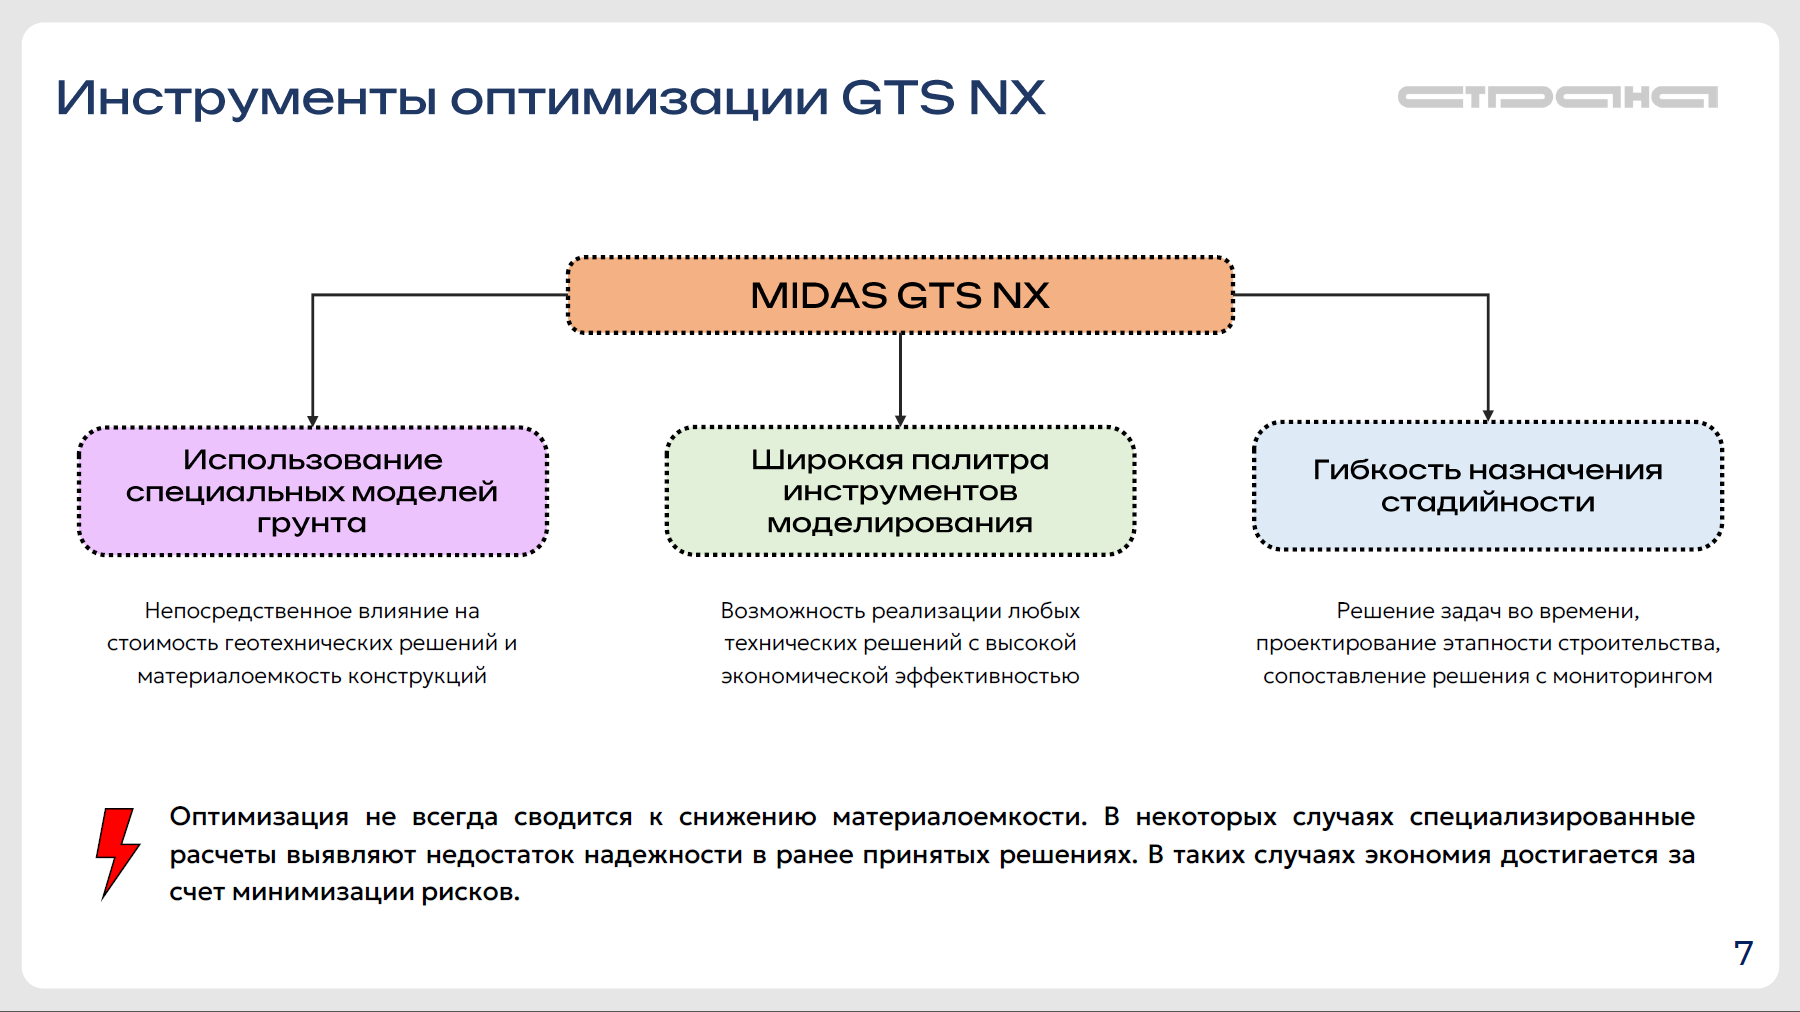 Инструменты оптимизации GTS NX
СТРАНА
MIDAS GTS NX
Использование
специальных моделей
грунта
Широкая палитра
инструментов
моделирования
Гибкость назначения
стадийности
Непосредственное влияние на
стоимость геотехнических решений и
материалоемкость конструкций
Возможность реализации любых
технических решений с высокой
экономической эффективностью
Решение задач во времени,
проектирование этапности строительства,
сопоставление решения с мониторингом
Оптимизация не всегда сводится к снижению материалоемкости. В некоторых случаях специализированные
расчеты выявляют недостаток надежности в ранее принятых решениях. В таких случаях экономия достигается за
счет минимизации рисков.
7